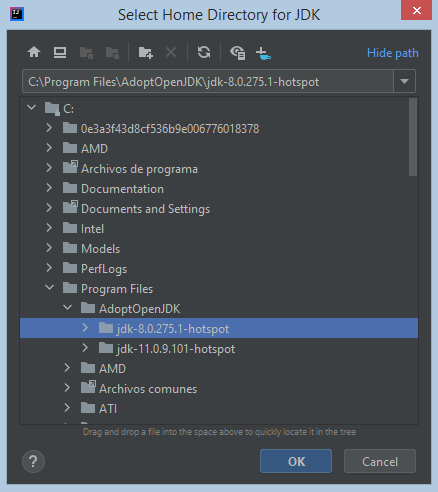 Select Home Directory for JDK
Hide path
C:\Program Files\AdoptOpenJDK\jdk-8.0.275.1-hotspot
C:
0e3a3f43d8cf536b9e006776018378
AMD
Archivos de programa
Documentation
Documents and Settings
Intel
Models
PerfLogs
Program Files
AdoptOpenJDK
jdk-8.0.275.1-hotspot
jdk-11.0.9.101-hotspot
AMD
Archivos comunes
ATI
Drag and drop a file into the space above to quickly locate it in the tree
?
OK
Cancel